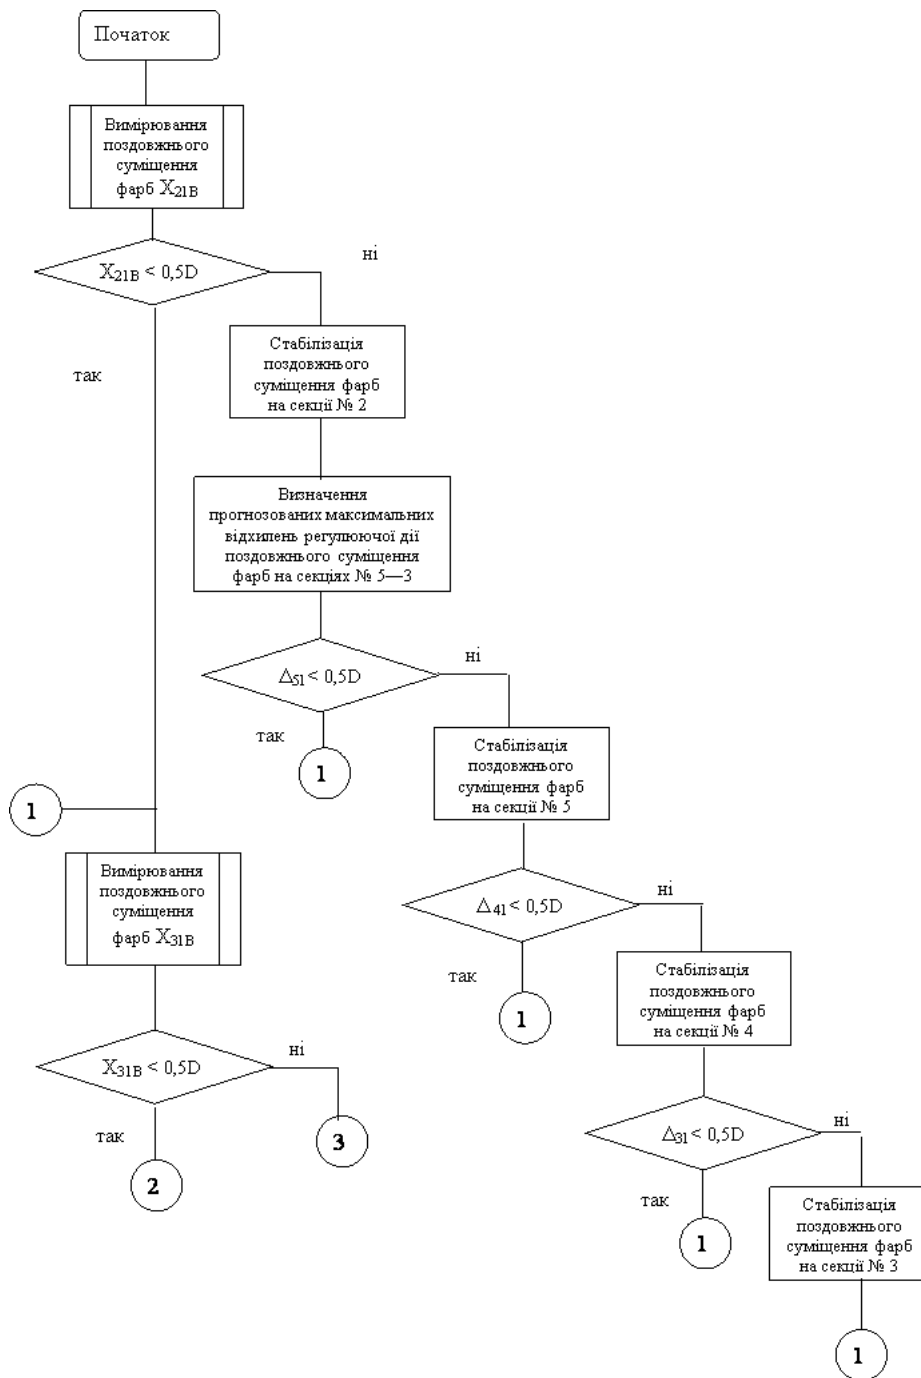 Початок
Вимірювання
поздовжнього
суміщення
фарб X21В
X21В < 0,5D
ні
так
Стабілізація
поздовжнього
суміщення фарб
на секції № 2
Визначення
прогнозованих максимальних
відхилень регулюючої дії
поздовжнього суміщення
фарб на секціях № 5—3
Δ51 < 0,5D
ні
так
1
Стабілізація
поздовжнього
суміщення фарб
на секції № 5
1
Вимірювання
поздовжнього
суміщення
фарб X31В
Δ41 < 0,5D
ні
так
1
Стабілізація
поздовжнього
суміщення фарб
на секції № 4
X31В < 0,5D
ні
так
3
2
Δ31 < 0,5D
ні
так
1
Стабілізація
поздовжнього
суміщення фарб
на секції № 3
1